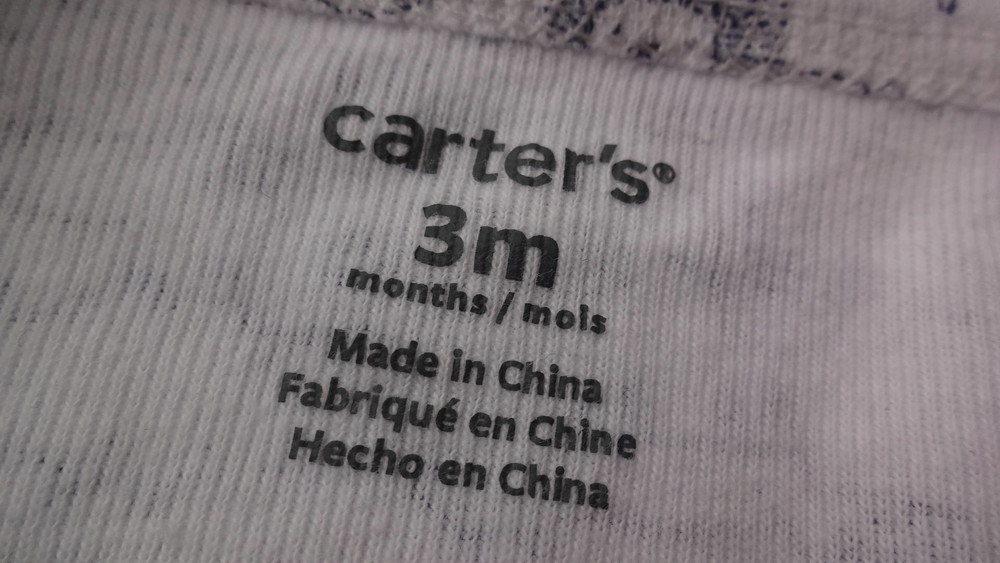 carter's®
3m
months / mois
Made in China
Fabriqué en Chine
Hecho en China